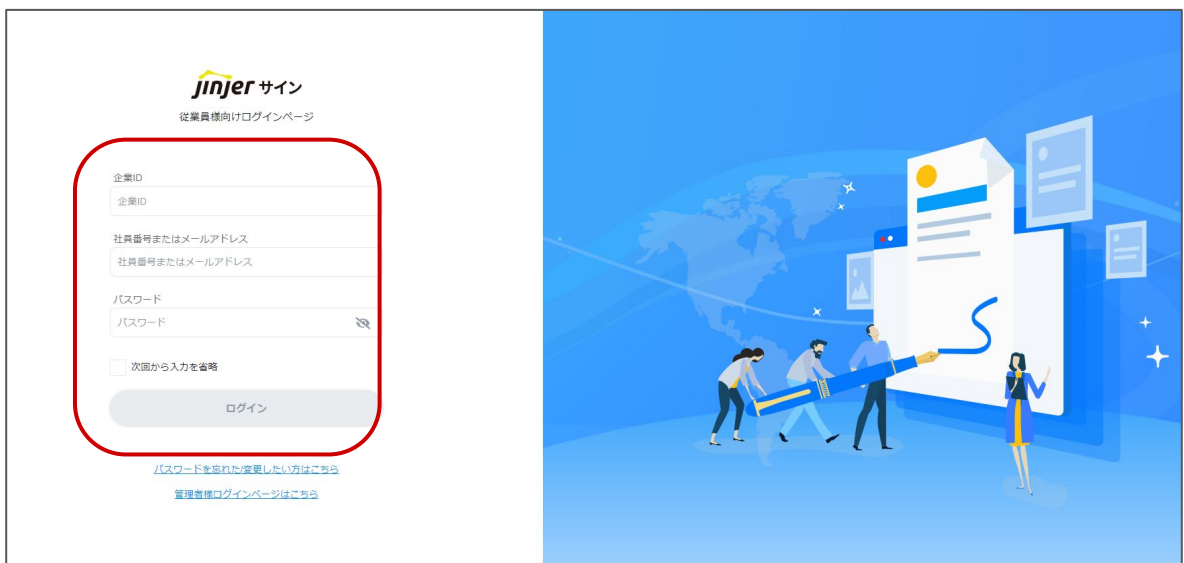 jinjer サイン
従業員様向けログインページ
企業ID
企業ID
社員番号またはメールアドレス
社員番号またはメールアドレス
パスワード
パスワード
次回から入力を省略
ログイン
パスワードを忘れた/変更したい方はこちら
管理者様ログインページはこちら